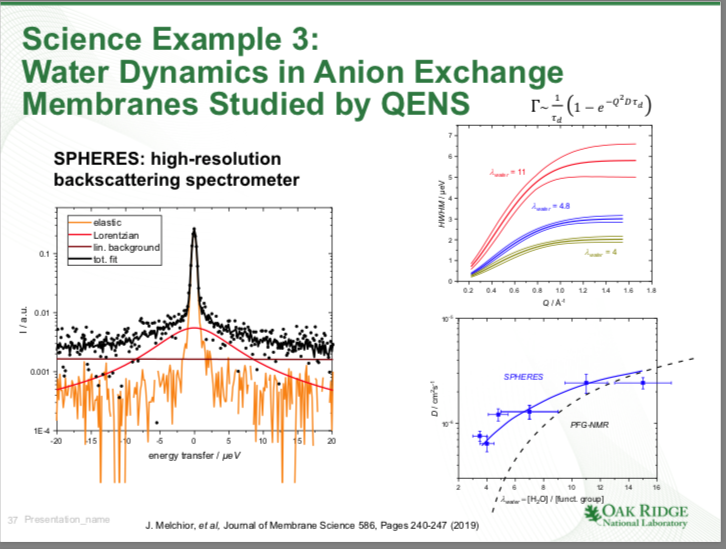 Science Example 3:
Water Dynamics in Anion Exchange
Membranes Studied by QENS
Γ~ 1/τd (1 − e^−Q²Dτd)
SPHERES: high-resolution
backscattering spectrometer
elastic
Lorentzian
lin. background
tot. fit
I / a.u.
0.1
0.01
0.001
1E-4
-20 -15 -10 -5 0 5 10 15 20
energy transfer / μeV
HWHM / μeV
7
6
5
4
3
2
1
0
λwater = 11
λwater = 4.8
λwater = 4
0.2 0.4 0.6 0.8 1.0 1.2 1.4 1.6 1.8
Q / Å-1
D / cm²s-1
SPHERES
PFG-NMR
2 4 6 8 10 12 14 16
λwater = [H2O] / [funct. group]
37 Presentation_name
J. Melchior, et al, Journal of Membrane Science 586, Pages 240-247 (2019)
OAK RIDGE
National Laboratory